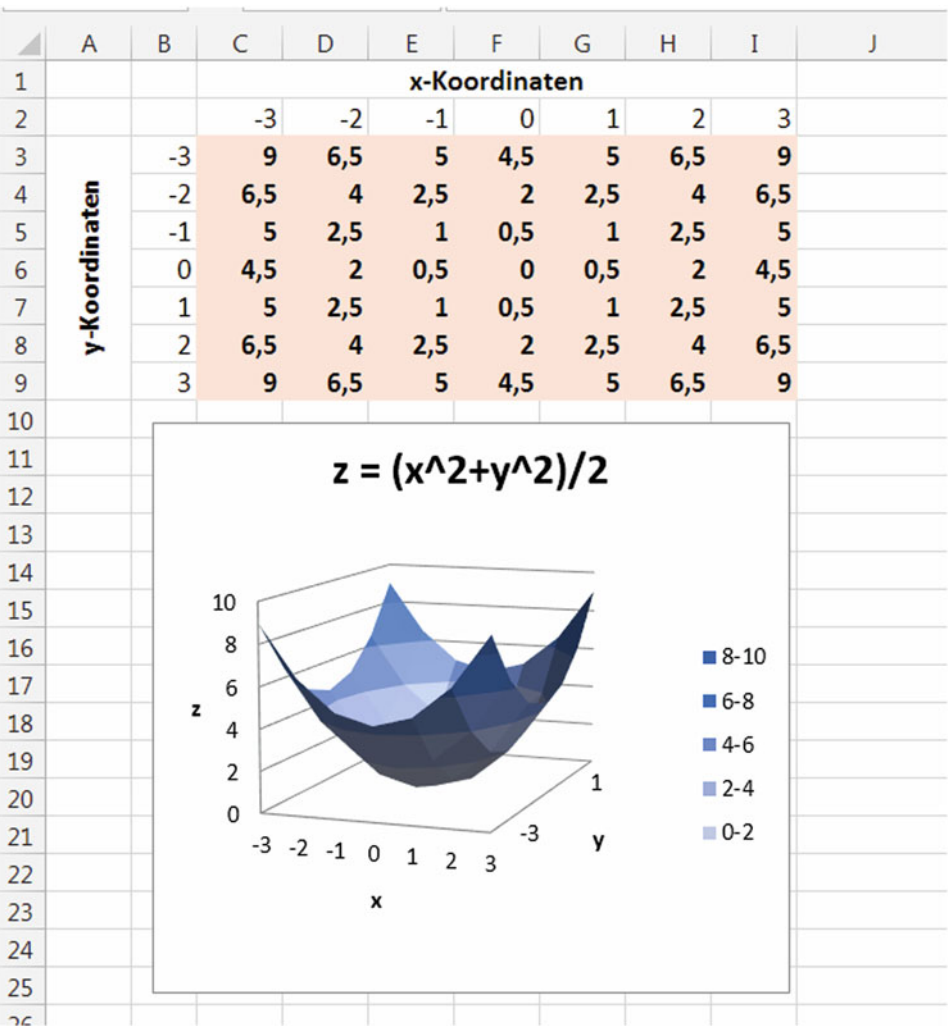 A B C D E F G H I J
1 x-Koordinaten
2 -3 -2 -1 0 1 2 3
3 -3 9 6,5 5 4,5 5 6,5 9
4 -2 6,5 4 2,5 2 2,5 4 6,5
5 -1 5 2,5 1 0,5 1 2,5 5
6 0 4,5 2 0,5 0 0,5 2 4,5
7 1 5 2,5 1 0,5 1 2,5 5
8 2 6,5 4 2,5 2 2,5 4 6,5
9 3 9 6,5 5 4,5 5 6,5 9
y-Koordinaten
10
11
12
13
14
15
16
17
18
19
20
21
22
23
24
25
26
z = (x^2+y^2)/2
10
8
6
4
2
0
z
-3 -2 -1 0 1 2 3
x
-3
1
y
8-10
6-8
4-6
2-4
0-2